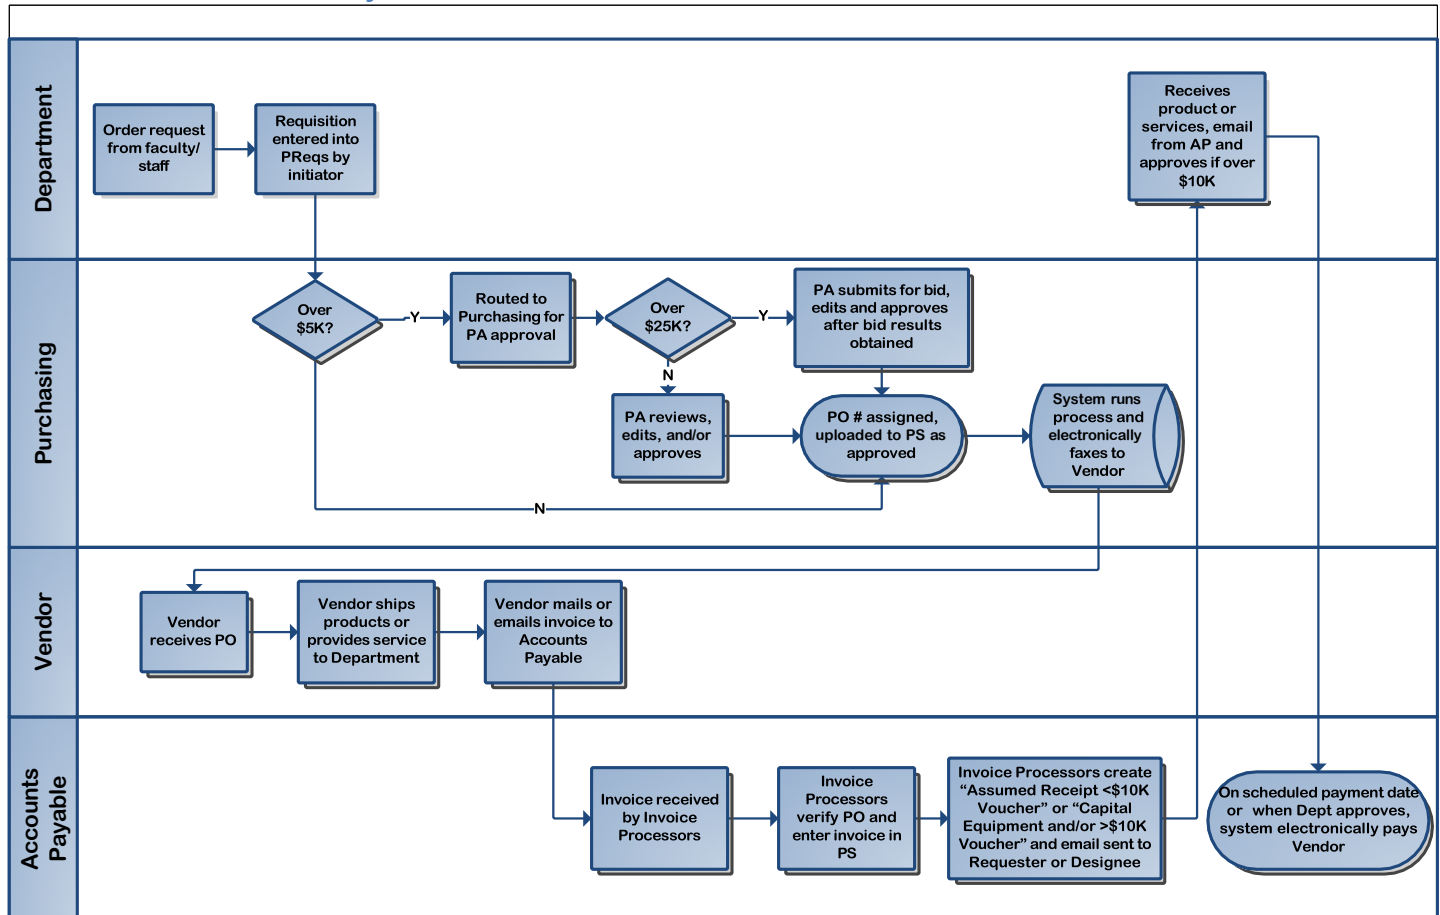 Department
Order request
from faculty/
staff
Requisition
entered into
PReqs by
initiator
Receives
product or
services, email
from AP and
approves if over
$10K
Purchasing
Over
$5K?
Y
Routed to
Purchasing for
PA approval
Over
$25K?
Y
PA submits for bid,
edits and approves
after bid results
obtained
N
PA reviews,
edits, and/or
approves
PO # assigned,
uploaded to PS as
approved
System runs
process and
electronically
faxes to
Vendor
N
Vendor
Vendor
receives PO
Vendor ships
products or
provides service
to Department
Vendor mails or
emails invoice to
Accounts
Payable
Accounts
Payable
Invoice received
by Invoice
Processors
Invoice
Processors
verify PO and
enter invoice in
PS
Invoice Processors create
“Assumed Receipt <$10K
Voucher” or “Capital
Equipment and/or >$10K
Voucher” and email sent to
Requester or Designee
On scheduled payment date
or when Dept approves,
system electronically pays
Vendor